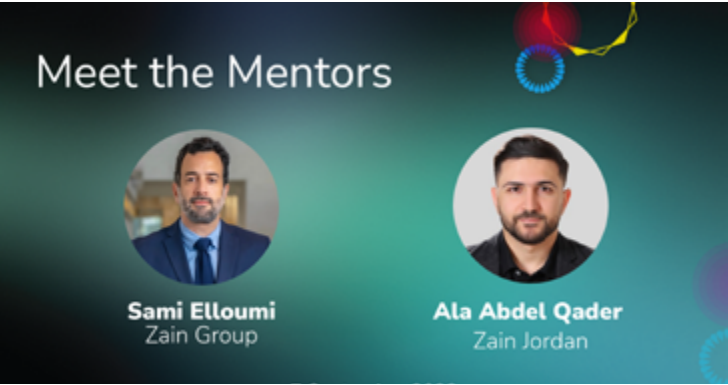 Meet the Mentors
Sami Elloumi
Zain Group
Ala Abdel Qader
Zain Jordan